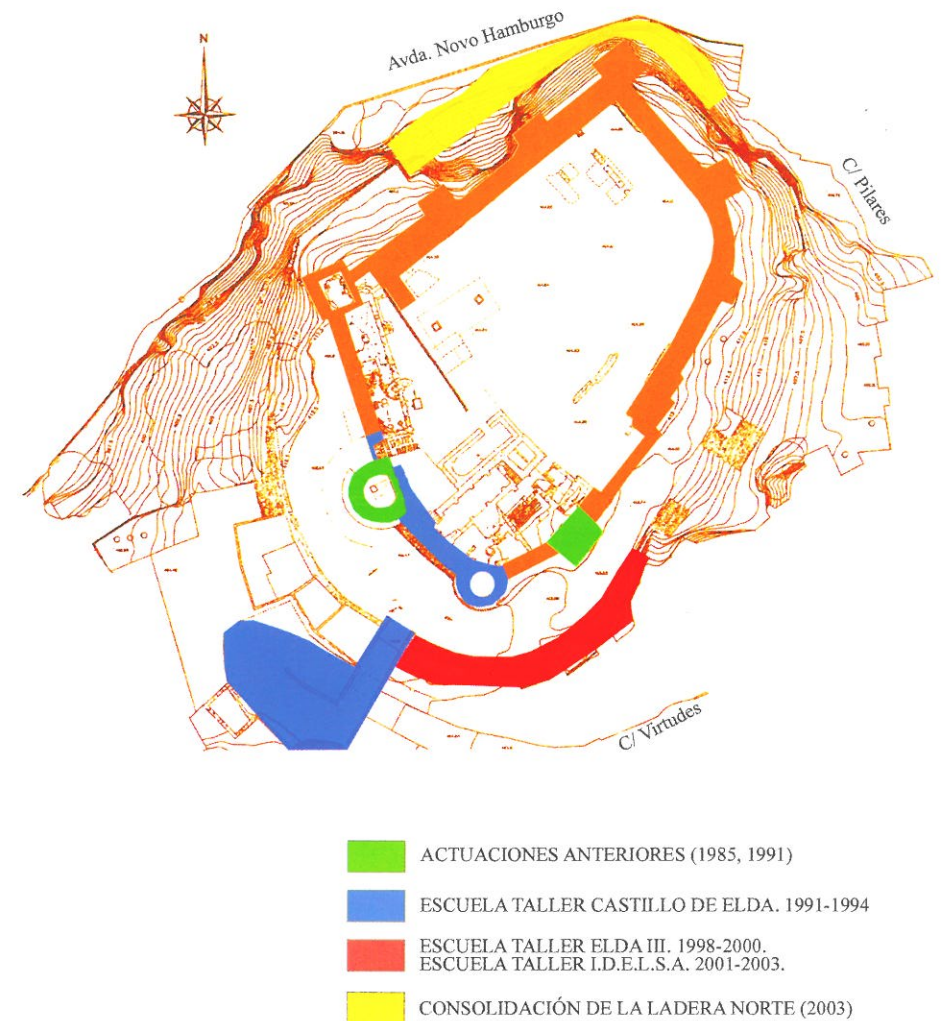 Avda. Novo Hamburgo
N
C/ Pilares
C/ Virtudes
ACTUACIONES ANTERIORES (1985, 1991)
ESCUELA TALLER CASTILLO DE ELDA. 1991-1994
ESCUELA TALLER ELDA III. 1998-2000.
ESCUELA TALLER I.D.E.L.S.A. 2001-2003.
CONSOLIDACIÓN DE LA LADERA NORTE (2003)